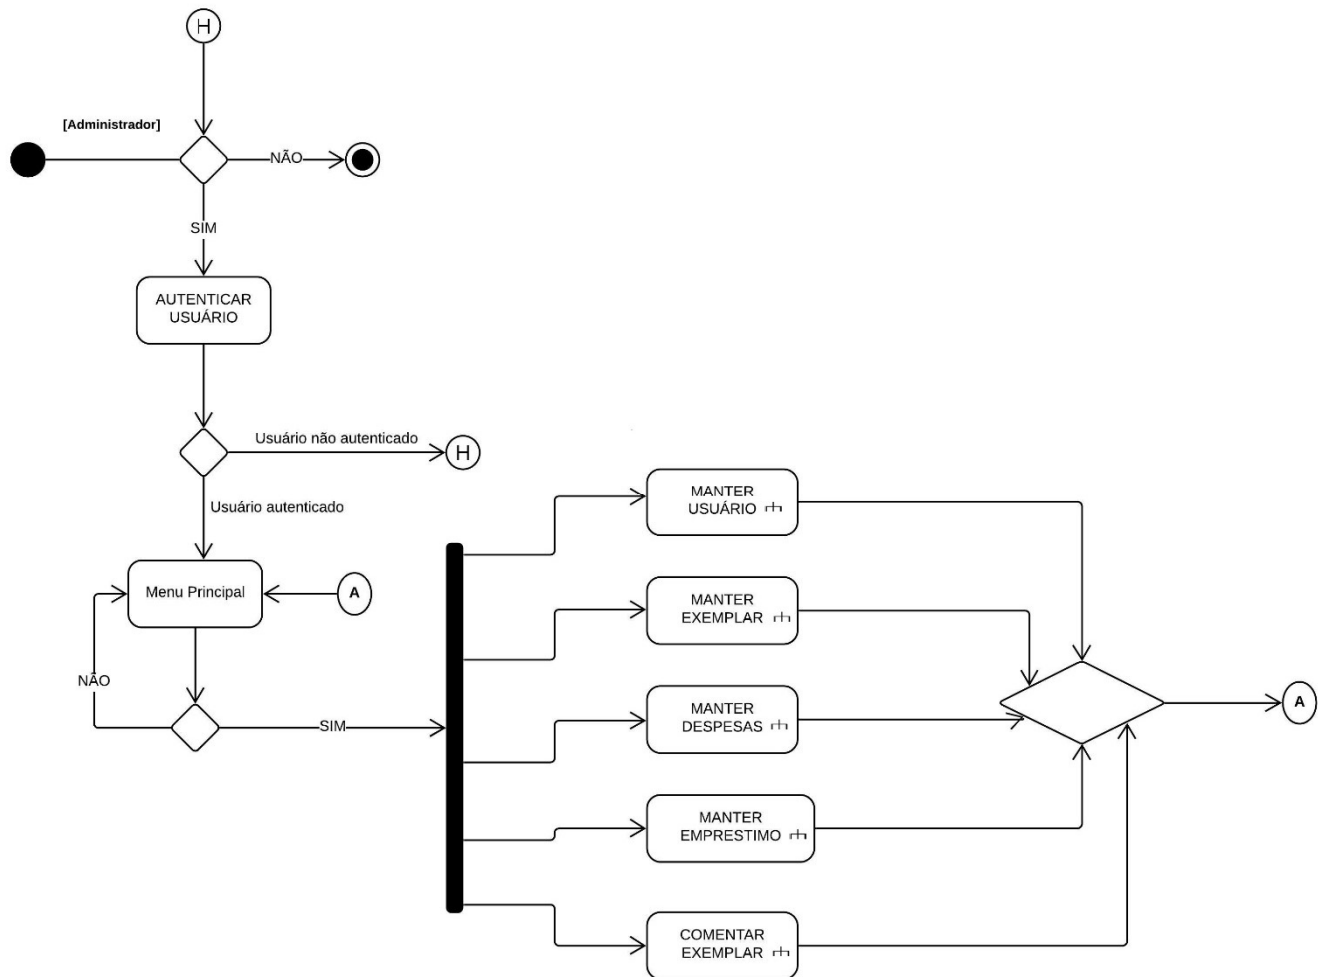 H
[Administrador]
NÃO
SIM
AUTENTICAR
USUÁRIO
Usuário não autenticado
H
Usuário autenticado
MANTER
USUÁRIO
Menu Principal
A
MANTER
EXEMPLAR
NÃO
SIM
MANTER
DESPESAS
A
MANTER
EMPRESTIMO
COMENTAR
EXEMPLAR